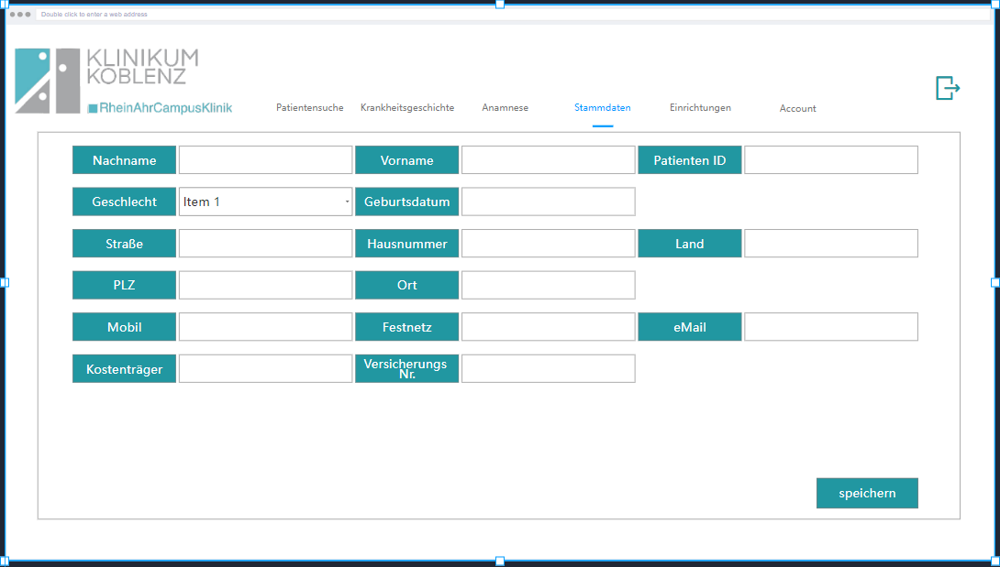 Double click to enter a web address
KLINIKUM
KOBLENZ
RheinAhrCampusKlinik
Patientensuche Krankheitsgeschichte Anamnese Stammdaten Einrichtungen Account
Nachname Vorname Patienten ID
Geschlecht Item 1 Geburtsdatum
Straße Hausnummer Land
PLZ Ort
Mobil Festnetz eMail
Kostenträger Versicherungs
Nr.
speichern